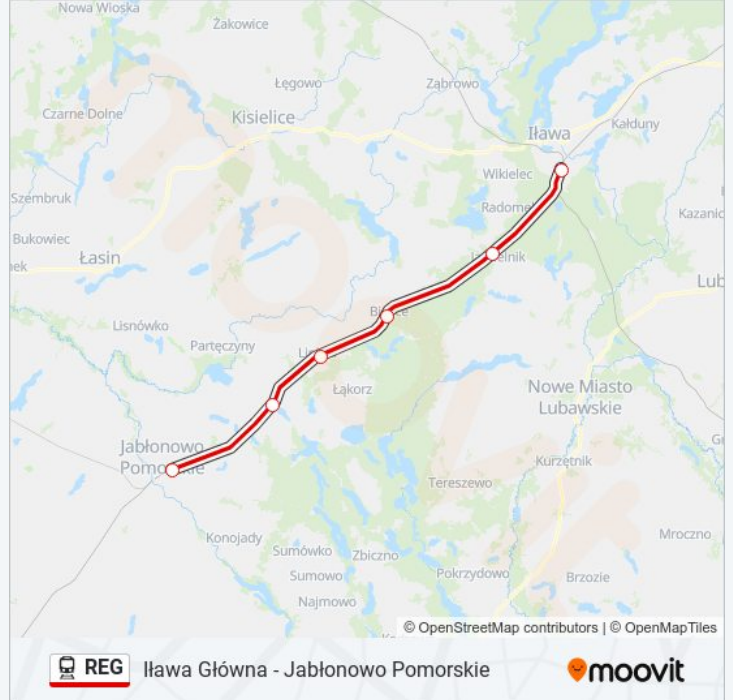 Nowa Wioska
Żakowice
Łęgowo
Ząbrowo
Czarne Dolne
Kisielice
Iława
Kałduny
Wikielec
Szembruk
Kazanic
Bukowiec
Łasin
Lub
Lisnówko
Partęczyny
Łąkorz
Nowe Miasto
Lubawskie
Jabłonowo
Kurzętnik
Tereszewo
Konojady
Sumówko
Zbiczno
Mroczno
Sumowo
Pokrzydowo
Brzozie
Najmowo
© OpenStreetMap contributors | © OpenMapTiles
REG
Iława Główna - Jabłonowo Pomorskie
moovit